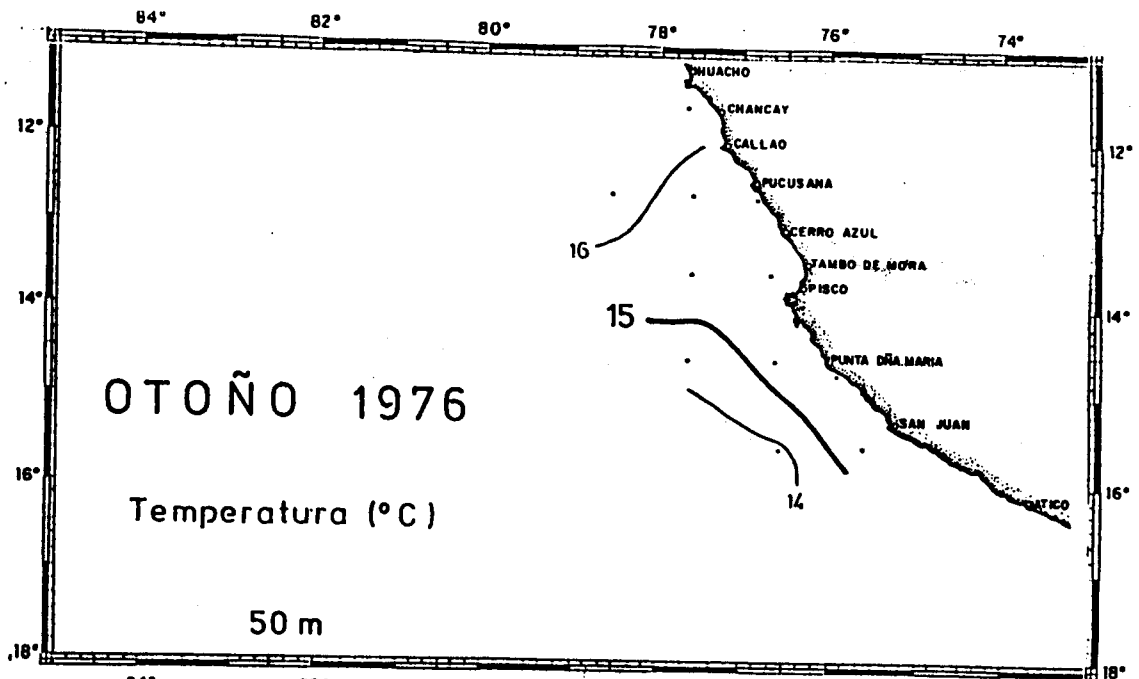 84° 82° 80° 78° 76° 74°
HUACHO
CHANCAY
12°
CALLAO
12°
PUCUSANA
CERRO AZUL
16
TAMBO DE MORA
PISCO
14°
15
14°
PUNTA DÑA. MARIA
OTOÑO 1976
SAN JUAN
16°
14
16°
ATICO
Temperatura (°C)
50 m
18°
18°